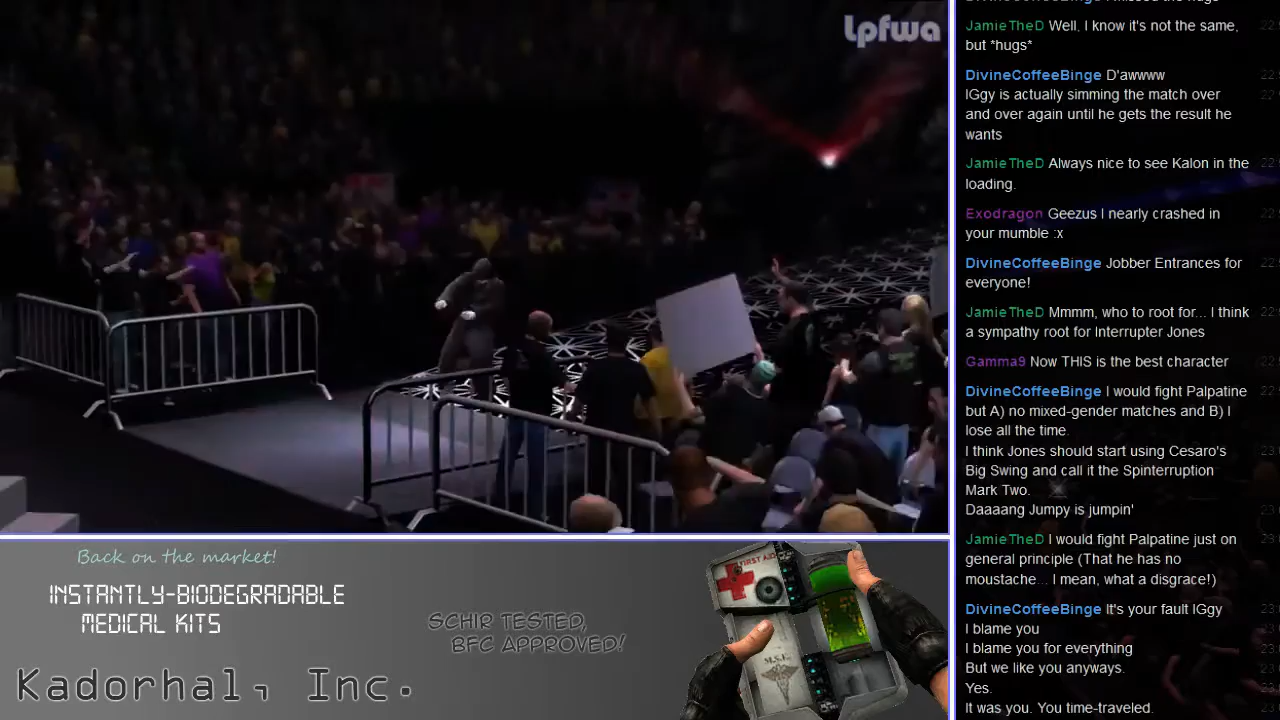 lpfwa
JamieTheD Well, I know it's not the same,
but *hugs*
DivineCoffeeBinge D'awwww
IGgy is actually simming the match over
and over again until he gets the result he
wants
JamieTheD Always nice to see Kalon in the
loading.
Exodragon Geezus I nearly crashed in
your mumble :x
DivineCoffeeBinge Jobber Entrances for
everyone!
JamieTheD Mmmm, who to root for... I think
a sympathy root for Interrupter Jones
Gamma9 Now THIS is the best character
DivineCoffeeBinge I would fight Palpatine
but A) no mixed-gender matches and B) I
lose all the time.
I think Jones should start using Cesaro's
Big Swing and call it the Spinterruption
Mark Two.
Daaaang Jumpy is jumpin'
JamieTheD I would fight Palpatine just on
general principle (That he has no
moustache... I mean, what a disgrace!)
DivineCoffeeBinge It's your fault IGgy
I blame you
I blame you for everything
But we like you anyways.
Yes.
It was you. You time-traveled.
Back on the market!
INSTANTLY-BIODEGRADABLE
MEDICAL KITS
SCHIR TESTED,
BFC APPROVED!
Kadorhal, Inc.
FIRST AID